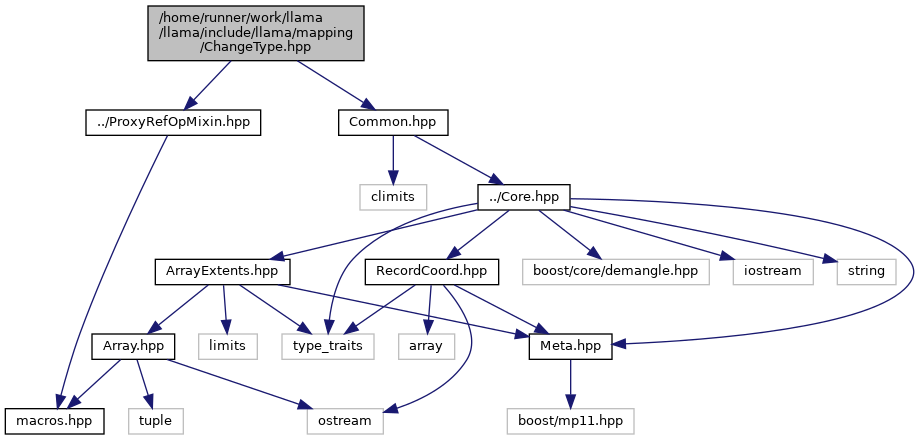 /home/runner/work/llama
/llama/include/llama/mapping
/ChangeType.hpp
../ProxyRefOpMixin.hpp
Common.hpp
climits
../Core.hpp
ArrayExtents.hpp
RecordCoord.hpp
boost/core/demangle.hpp
iostream
string
Array.hpp
limits
type_traits
array
Meta.hpp
macros.hpp
tuple
ostream
boost/mp11.hpp